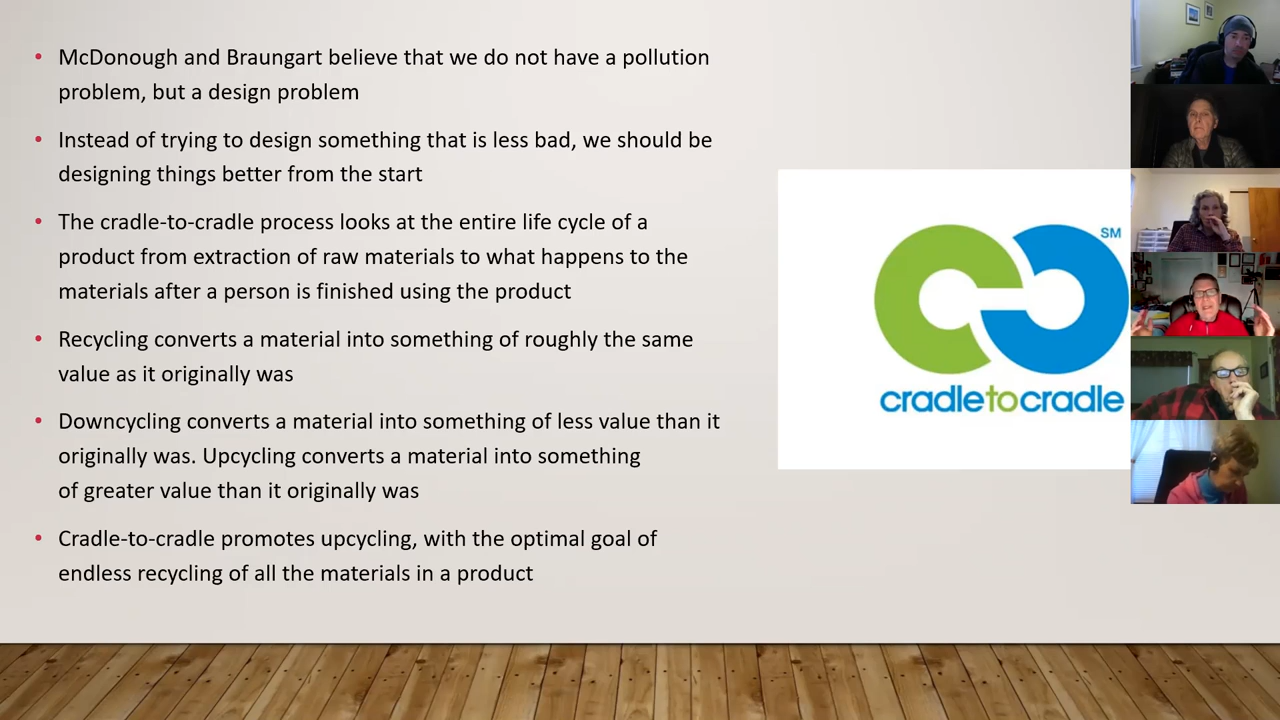 • McDonough and Braungart believe that we do not have a pollution
problem, but a design problem
• Instead of trying to design something that is less bad, we should be
designing things better from the start
• The cradle-to-cradle process looks at the entire life cycle of a
product from extraction of raw materials to what happens to the
materials after a person is finished using the product
• Recycling converts a material into something of roughly the same
value as it originally was
• Downcycling converts a material into something of less value than it
originally was. Upcycling converts a material into something
of greater value than it originally was
• Cradle-to-cradle promotes upcycling, with the optimal goal of
endless recycling of all the materials in a product
SM
cradletocradle